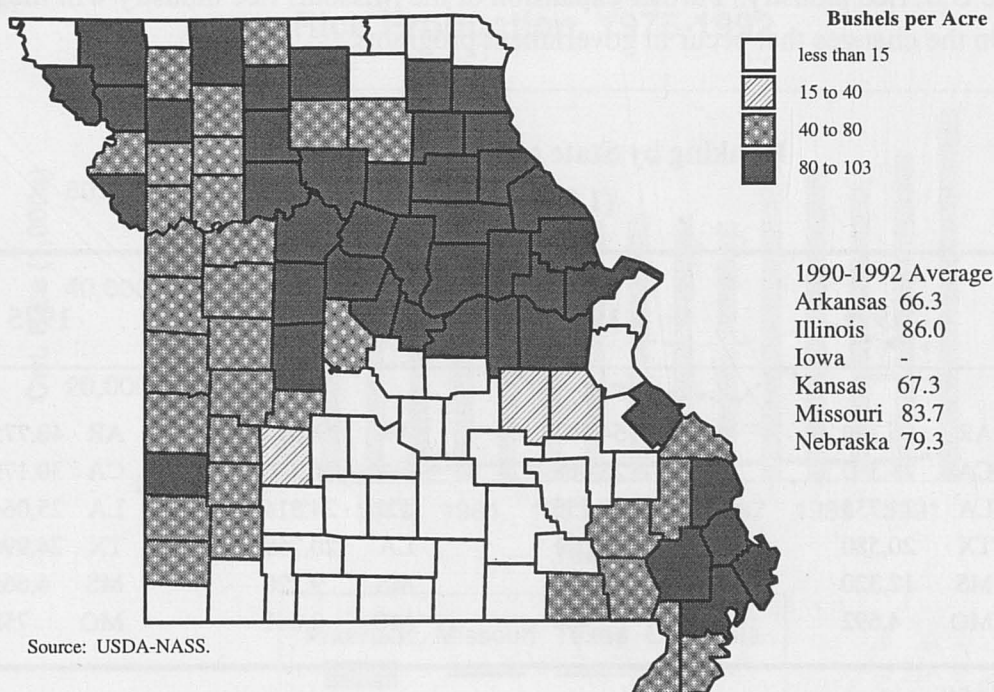 Bushels per Acre
less than 15
15 to 40
40 to 80
80 to 103
1990-1992 Average
Arkansas 66.3
Illinois 86.0
Iowa -
Kansas 67.3
Missouri 83.7
Nebraska 79.3
Source: USDA-NASS.